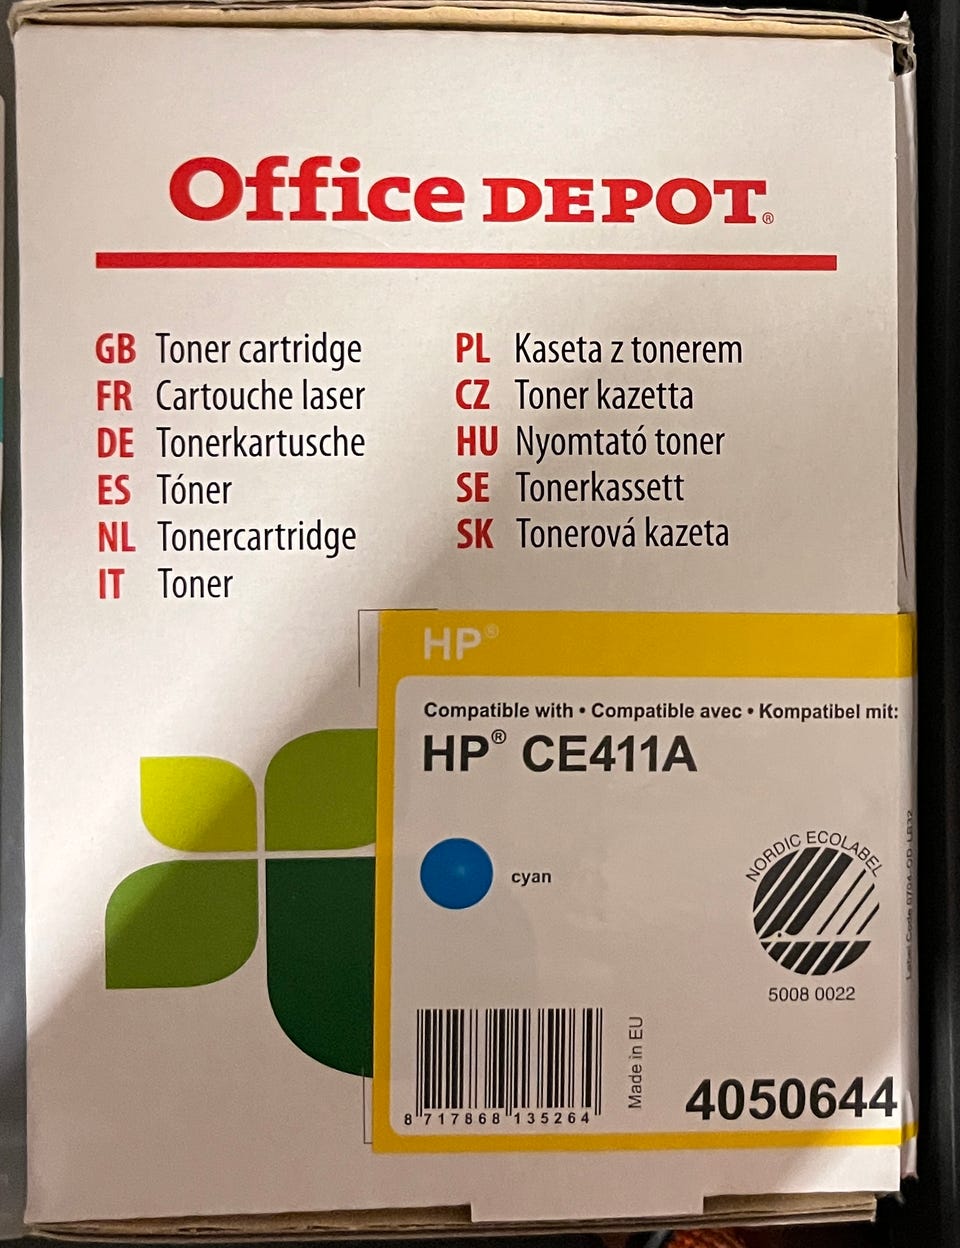 Office DEPOT®
GB Toner cartridge
FR Cartouche laser
DE Tonerkartusche
ES Tóner
NL Tonercartridge
IT Toner
PL Kaseta z tonerem
CZ Toner kazetta
HU Nyomtató toner
SE Tonerkassett
SK Tonerová kazeta
HP®
Compatible with • Compatible avec • Kompatibel mit:
HP® CE411A
cyan
NORDIC ECOLABEL
5008 0022
Label Code
Made in EU
8 717868 135264
4050644